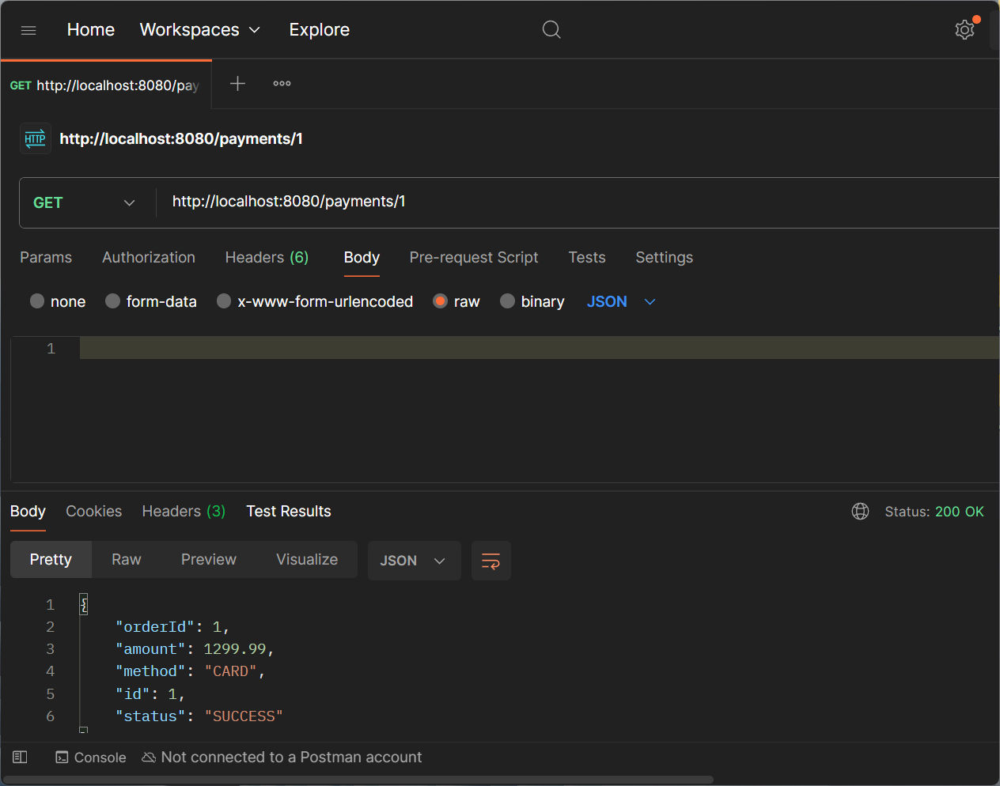 Home Workspaces Explore
GET http://localhost:8080/pay
HTTP http://localhost:8080/payments/1
GET http://localhost:8080/payments/1
Params Authorization Headers (6) Body Pre-request Script Tests Settings
none form-data x-www-form-urlencoded raw binary JSON
1
Body Cookies Headers (3) Test Results Status: 200 OK
Pretty Raw Preview Visualize JSON
1 {
2 "orderId": 1,
3 "amount": 1299.99,
4 "method": "CARD",
5 "id": 1,
6 "status": "SUCCESS"
Console Not connected to a Postman account